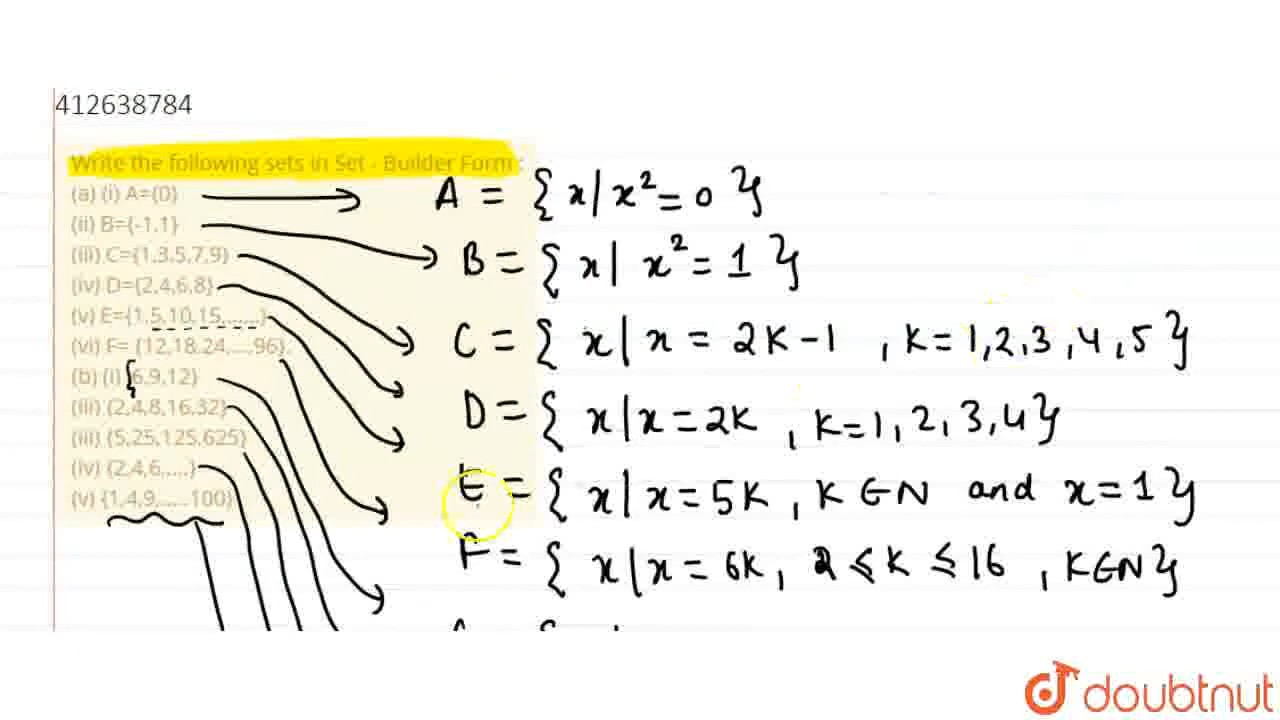 412638784
Write the following sets in Set - Builder Form :
(a) (i) A={0}
(ii) B={-1,1}
(iii) C={1,3,5,7,9}
(iv) D={2,4,6,8}
(v) E={1,5,10,15,.......}
(vi) F= {12,18,24,....,96}.
(b) (i) {6,9,12}
(iii) {2,4,8,16,32}
(iii) {5,25,125,625}
(iv) {2,4,6,....}
(v) {1,4,9,.....100}
A = {x|x²=0}
B = {x| x²=1}
C = {x|x = 2K-1 , K=1,2,3,4,5}
D = {x|x=2K , K=1,2,3,4}
E = {x|x=5K, K∈N and x=1}
F = {x|x=6K, 2≤K≤16 , K∈N}
doubtnut